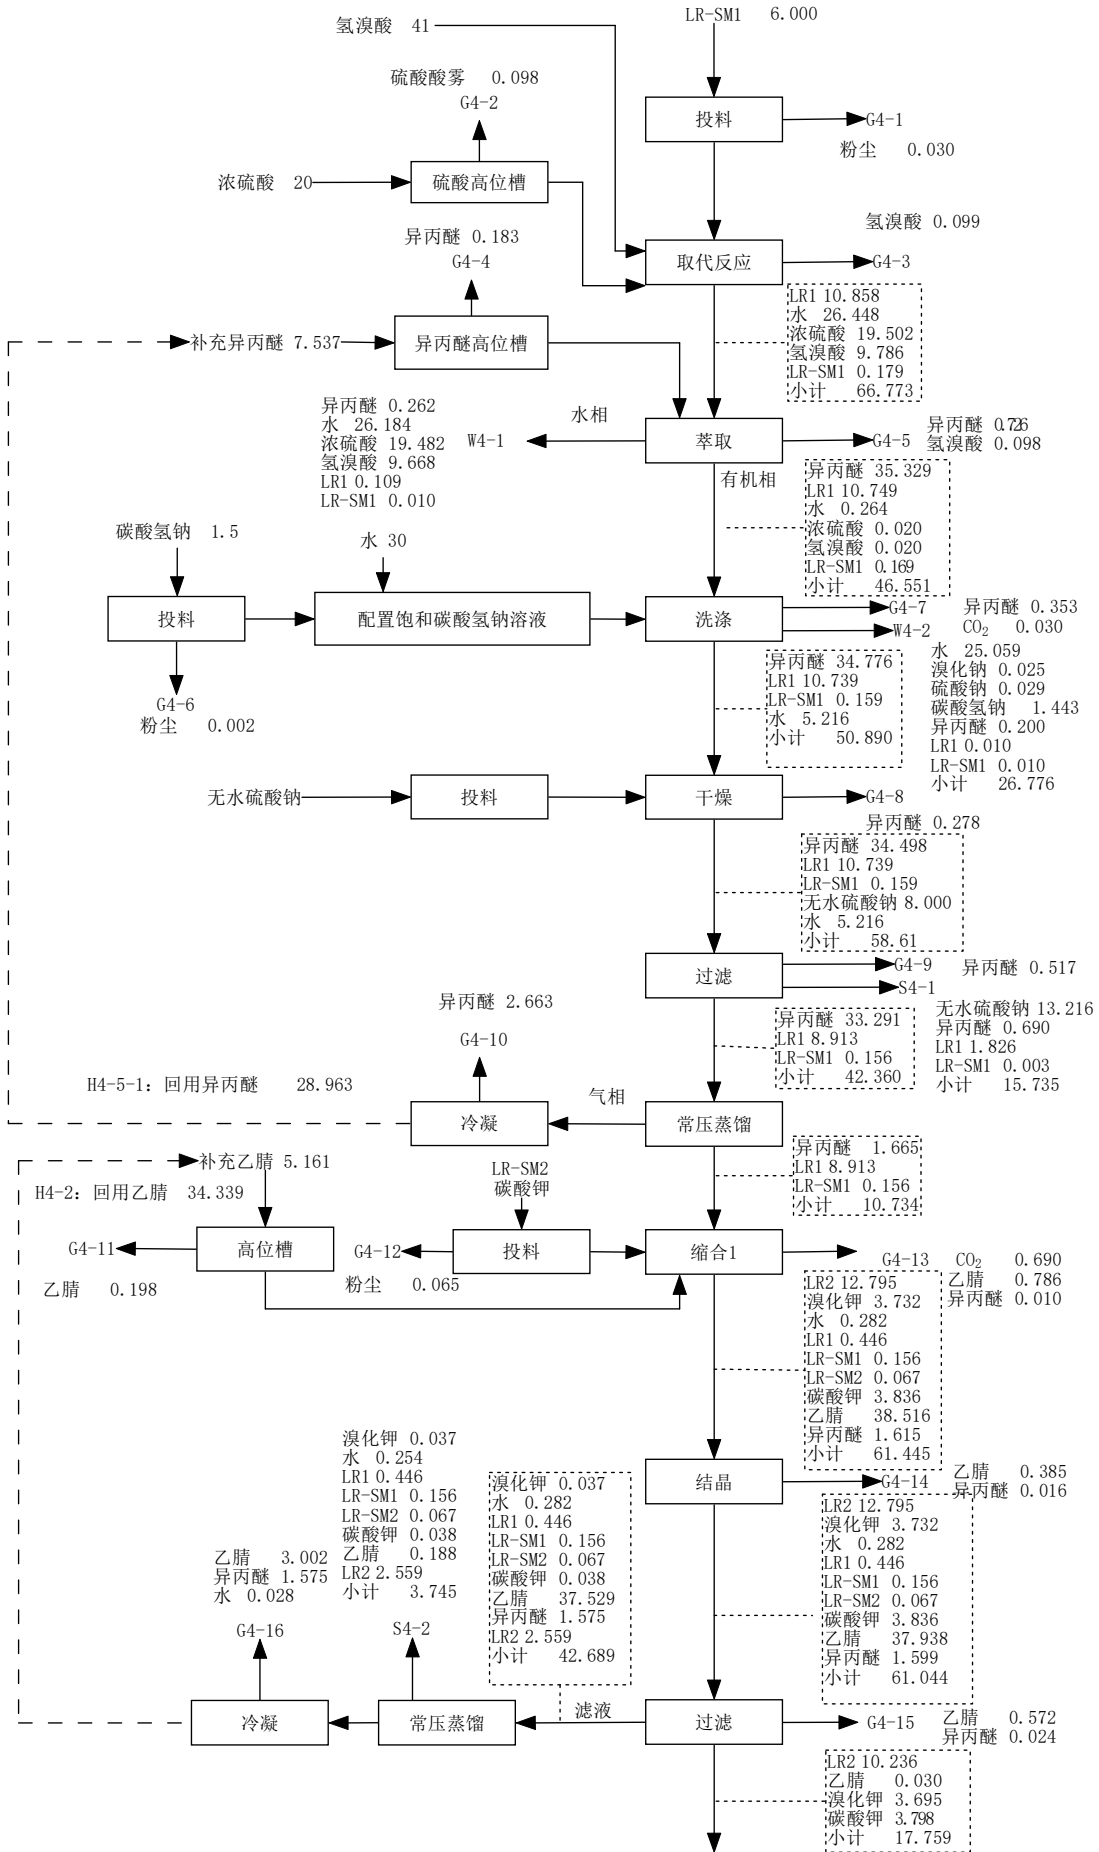 LR-SM1 6.000
氢溴酸 41
硫酸酸雾 0.098
G4-2
投料
G4-1
粉尘 0.030
浓硫酸 20
硫酸高位槽
异丙醚 0.183
G4-4
氢溴酸 0.099
取代反应
G4-3
LR1 10.858
水 26.448
浓硫酸 19.502
氢溴酸 9.786
LR-SM1 0.179
小计 66.773
补充异丙醚 7.537
异丙醚高位槽
异丙醚 0.262
水 26.184
浓硫酸 19.482
氢溴酸 9.668
LR1 0.109
LR-SM1 0.010
W4-1
水相
萃取
G4-5
氢溴酸 0.098
有机相
异丙醚 35.329
LR1 10.749
水 0.264
浓硫酸 0.020
氢溴酸 0.020
LR-SM1 0.169
小计 46.551
碳酸氢钠 1.5
水 30
投料
配置饱和碳酸氢钠溶液
洗涤
G4-7
异丙醚 0.353
CO₂ 0.030
W4-2
水 25.059
溴化钠 0.025
硫酸钠 0.029
碳酸氢钠 1.443
异丙醚 0.200
LR1 0.010
LR-SM1 0.010
小计 26.776
G4-6
粉尘 0.002
异丙醚 34.776
LR1 10.739
LR-SM1 0.159
水 5.216
小计 50.890
无水硫酸钠
投料
干燥
G4-8
异丙醚 0.278
异丙醚 34.498
LR1 10.739
LR-SM1 0.159
无水硫酸钠 8.000
水 5.216
小计 58.61
过滤
G4-9
异丙醚 0.517
S4-1
无水硫酸钠 13.216
异丙醚 0.690
LR1 1.826
LR-SM1 0.003
小计 15.735
异丙醚 33.291
LR1 8.913
LR-SM1 0.156
小计 42.360
异丙醚 2.663
G4-10
H4-5-1：回用异丙醚 28.963
冷凝
气相
常压蒸馏
异丙醚 1.665
LR1 8.913
LR-SM1 0.156
小计 10.734
补充乙腈 5.161
H4-2：回用乙腈 34.339
LR-SM2
碳酸钾
G4-11
乙腈 0.198
高位槽
G4-12
粉尘 0.065
投料
缩合1
G4-13
CO₂ 0.690
乙腈 0.786
异丙醚 0.010
LR2 12.795
溴化钾 3.732
水 0.282
LR1 0.446
LR-SM1 0.156
LR-SM2 0.067
碳酸钾 3.836
乙腈 38.516
异丙醚 1.615
小计 61.445
结晶
G4-14
乙腈 0.385
异丙醚 0.016
LR2 12.795
溴化钾 3.732
水 0.282
LR1 0.446
LR-SM1 0.156
LR-SM2 0.067
碳酸钾 3.836
乙腈 37.938
异丙醚 1.599
小计 61.044
溴化钾 0.037
水 0.254
LR1 0.446
LR-SM1 0.156
LR-SM2 0.067
碳酸钾 0.038
乙腈 0.188
LR2 2.559
小计 3.745
溴化钾 0.037
水 0.282
LR1 0.446
LR-SM1 0.156
LR-SM2 0.067
碳酸钾 0.038
乙腈 37.529
异丙醚 1.575
LR2 2.559
小计 42.689
乙腈 3.002
异丙醚 1.575
水 0.028
G4-16
S4-2
冷凝
常压蒸馏
滤液
过滤
G4-15
乙腈 0.572
异丙醚 0.024
LR2 10.236
乙腈 0.030
溴化钾 3.695
碳酸钾 3.798
小计 17.759